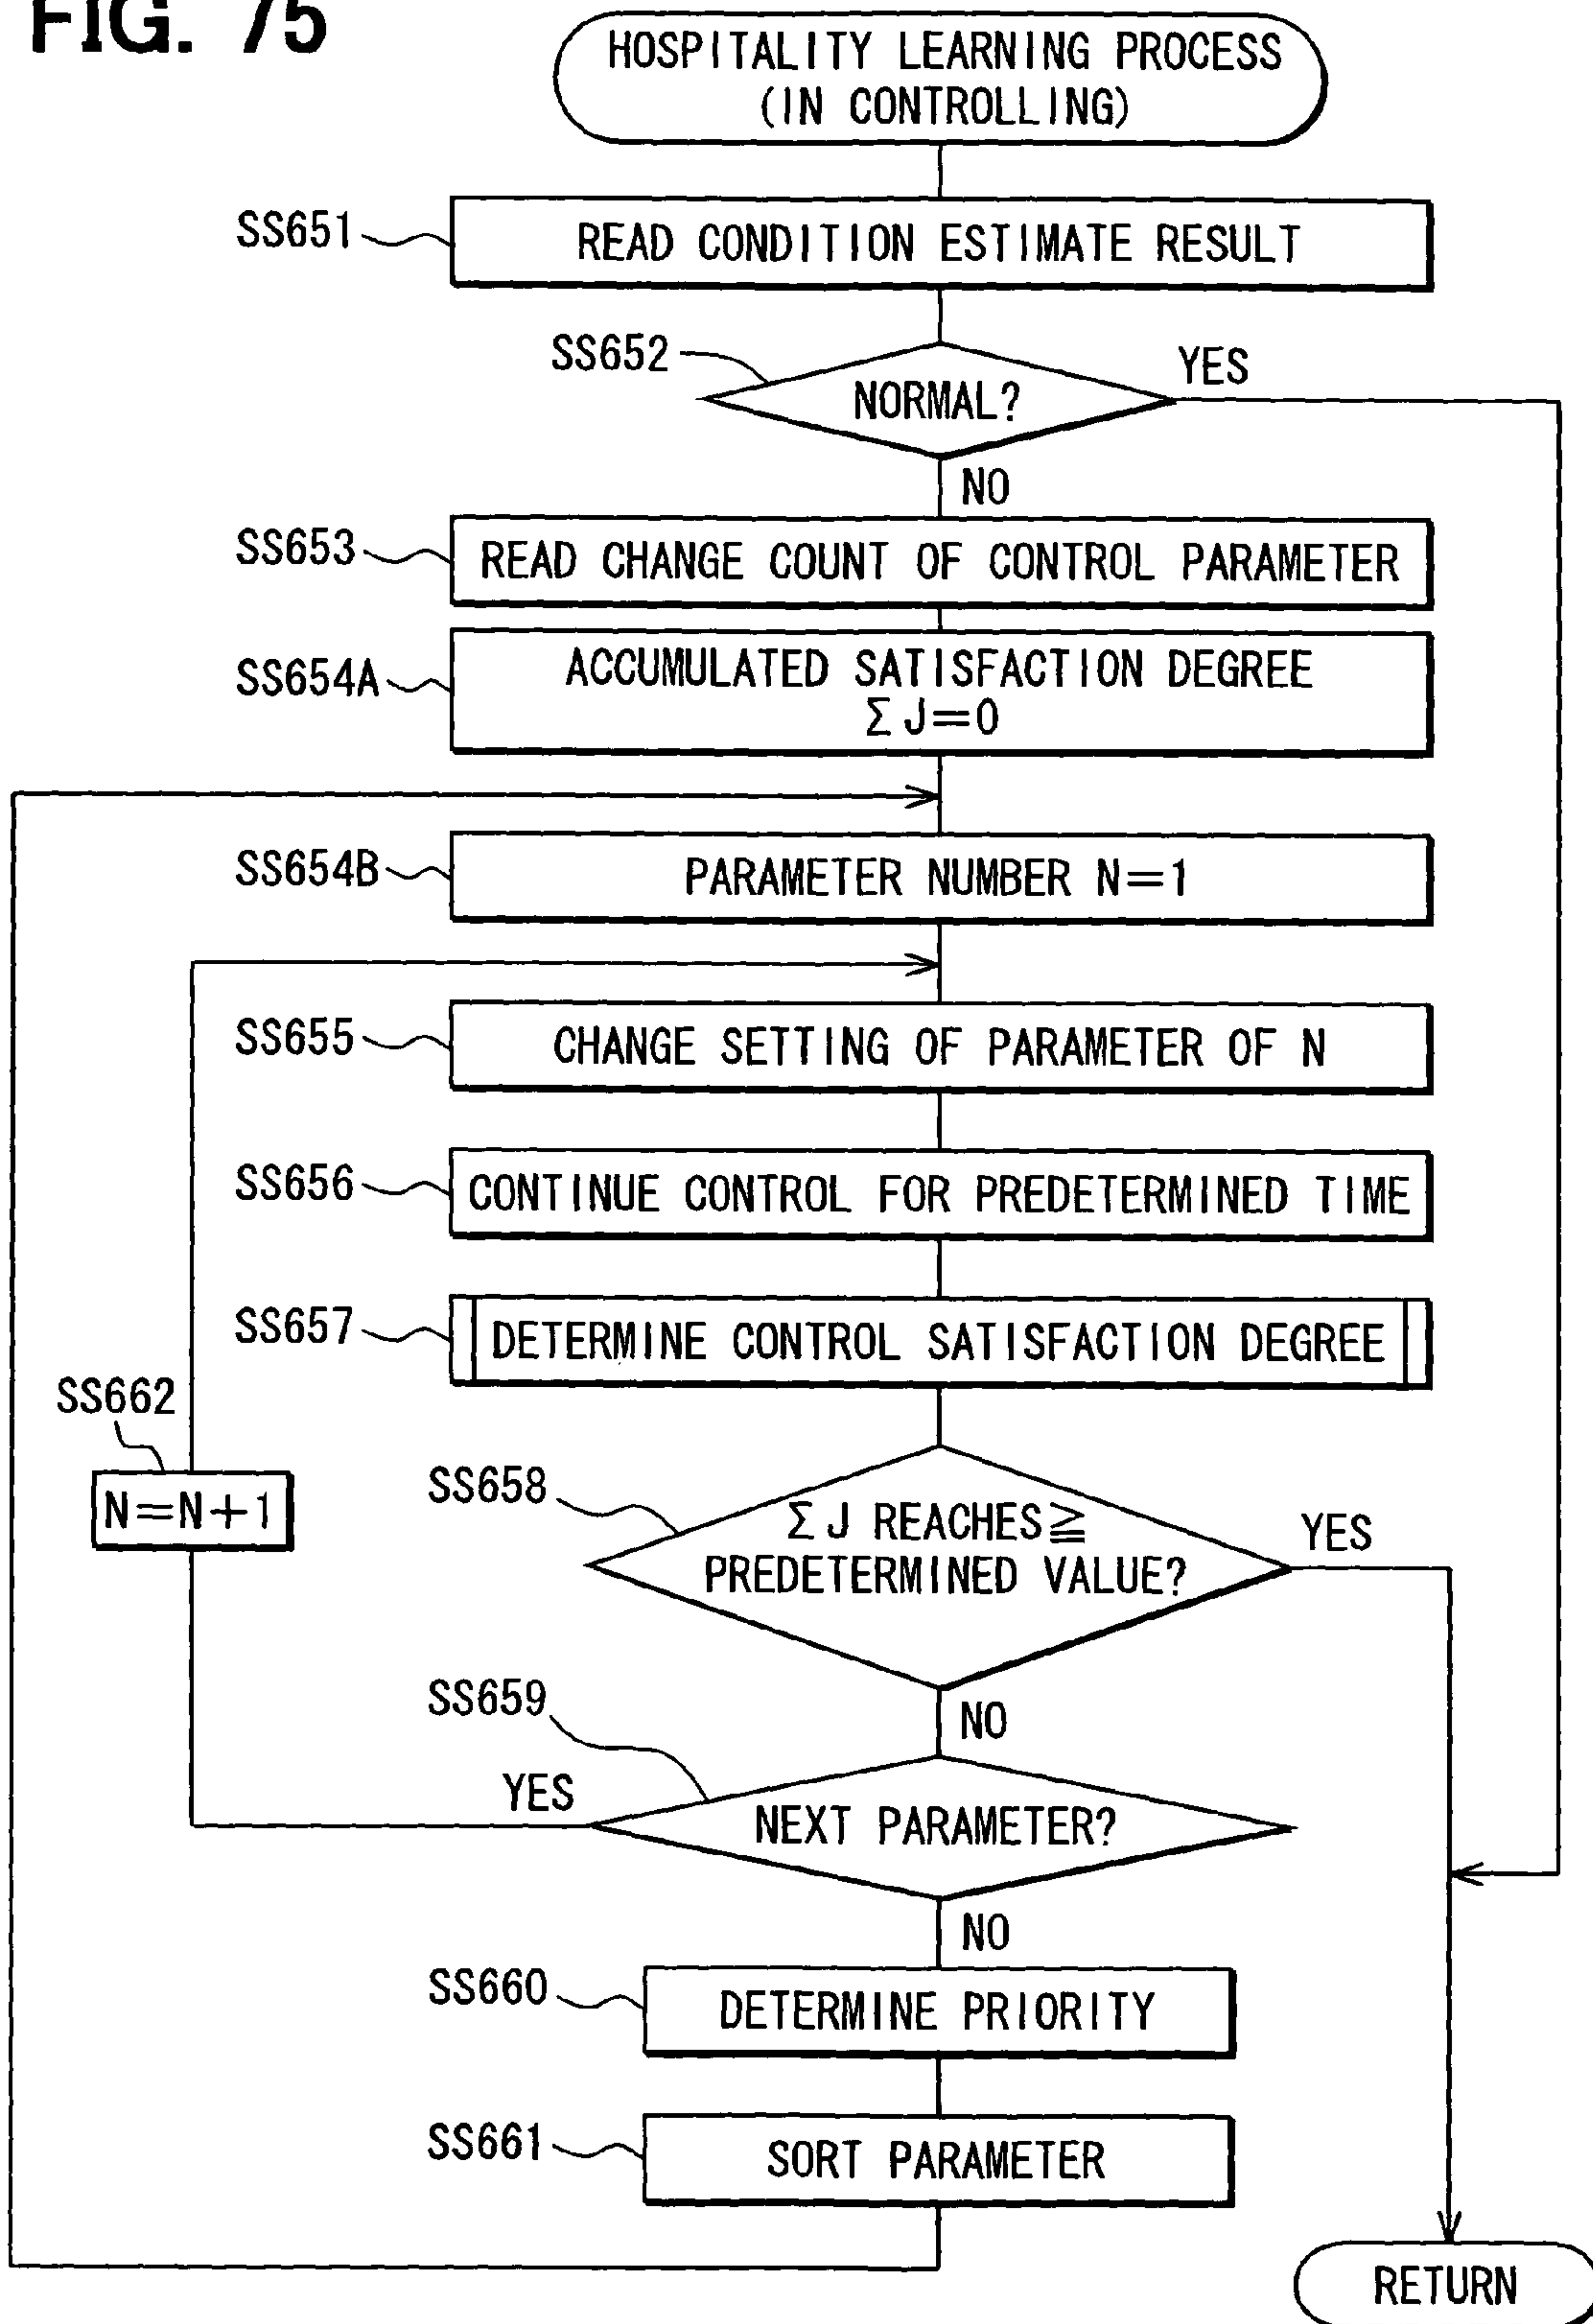 FIG. 75
HOSPITALITY LEARNING PROCESS
(IN CONTROLLING)
SS651
READ CONDITION ESTIMATE RESULT
SS652
NORMAL?
YES
NO
SS653
READ CHANGE COUNT OF CONTROL PARAMETER
SS654A
ACCUMULATED SATISFACTION DEGREE
ΣJ=0
SS654B
PARAMETER NUMBER N=1
SS655
CHANGE SETTING OF PARAMETER OF N
SS656
CONTINUE CONTROL FOR PREDETERMINED TIME
SS657
DETERMINE CONTROL SATISFACTION DEGREE
SS662
N=N+1
SS658
ΣJ REACHES≧
PREDETERMINED VALUE?
YES
NO
SS659
YES
NEXT PARAMETER?
NO
SS660
DETERMINE PRIORITY
SS661
SORT PARAMETER
RETURN